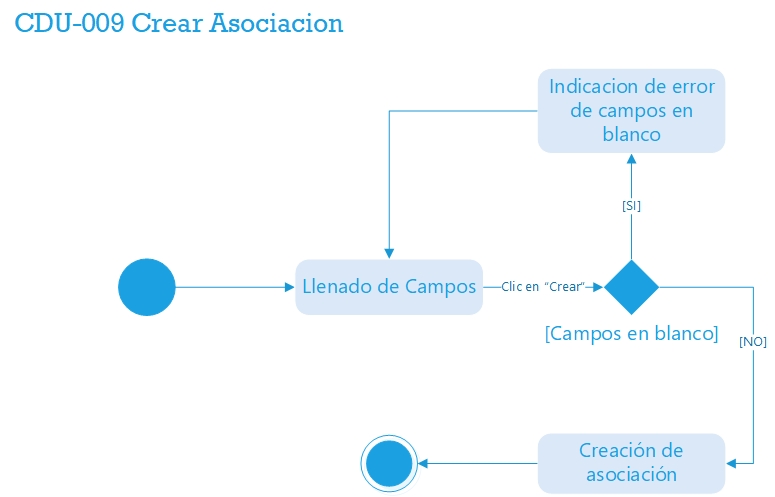 CDU-009 Crear Asociacion
Indicacion de error
de campos en
blanco
[SI]
Llenado de Campos
Clic en “Crear”
[Campos en blanco]
[NO]
Creación de
asociación